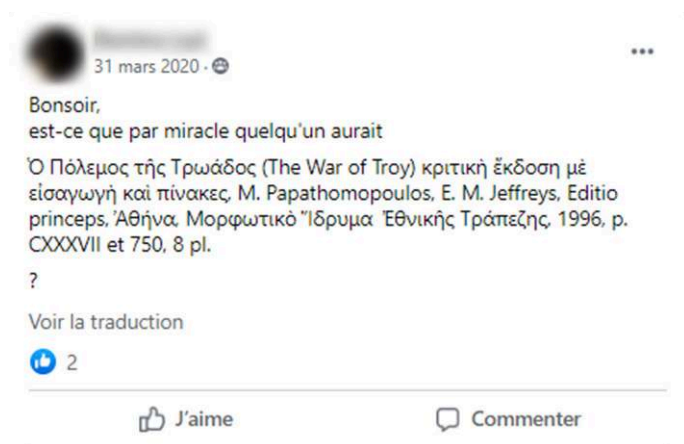 31 mars 2020 ·
Bonsoir,
est-ce que par miracle quelqu'un aurait
Ὁ Πόλεμος τῆς Τρωάδος (The War of Troy) κριτικὴ ἔκδοση μὲ
εἰσαγωγὴ καὶ πίνακες, M. Papathomopoulos, E. M. Jeffreys, Editio
princeps, Ἀθήνα, Μορφωτικὸ Ἵδρυμα Ἐθνικῆς Τράπεζης, 1996, p.
CXXXVII et 750, 8 pl.
?
Voir la traduction
2
J'aime Commenter